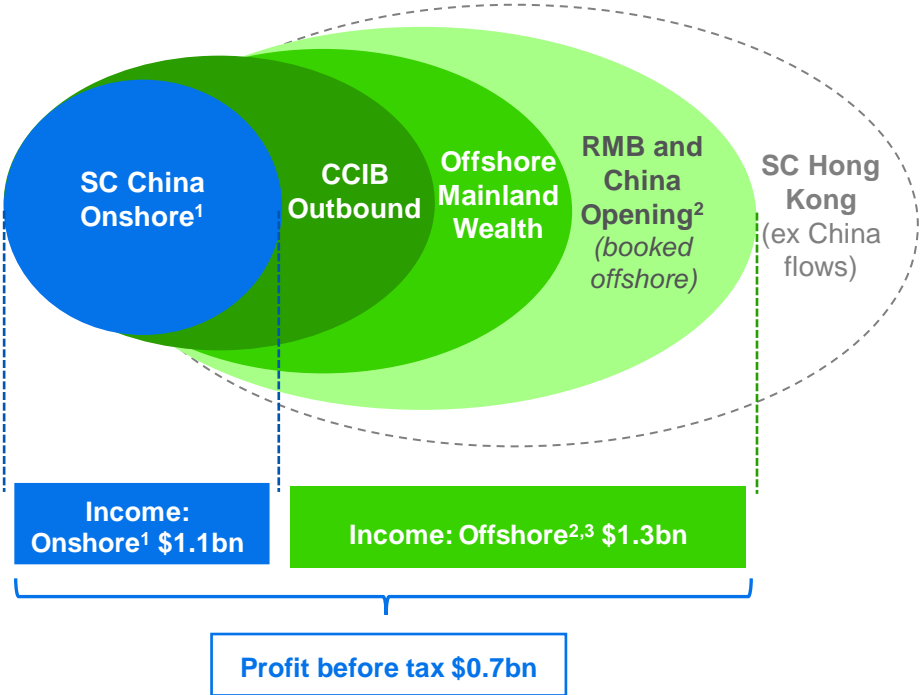 SC China
Onshore¹
CCIB
Outbound
Offshore
Mainland
Wealth
RMB and
China
Opening²
(booked
offshore)
SC Hong
Kong
(ex China
flows)
Income:
Onshore¹ $1.1bn
Income: Offshore²,³ $1.3bn
Profit before tax $0.7bn